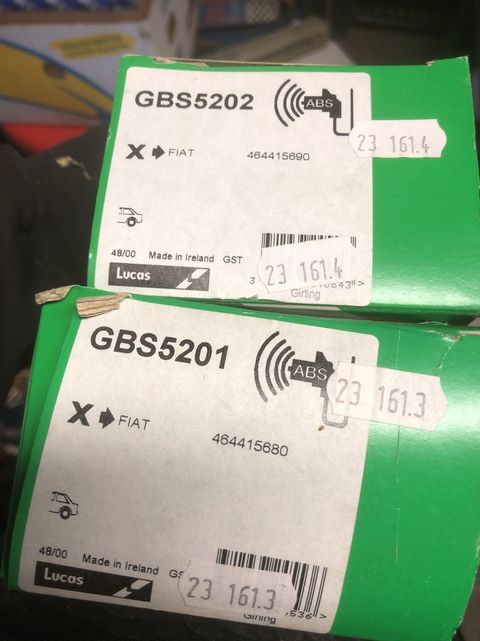 GBS5202
ABS
23 161.4
X FIAT
464415690
48/00 Made in Ireland GST
Lucas
23 161.4
3
Girling
GBS5201
ABS
23 161.3
X FIAT
464415680
48/00 Made in Ireland
Lucas
23 161.3
Girling